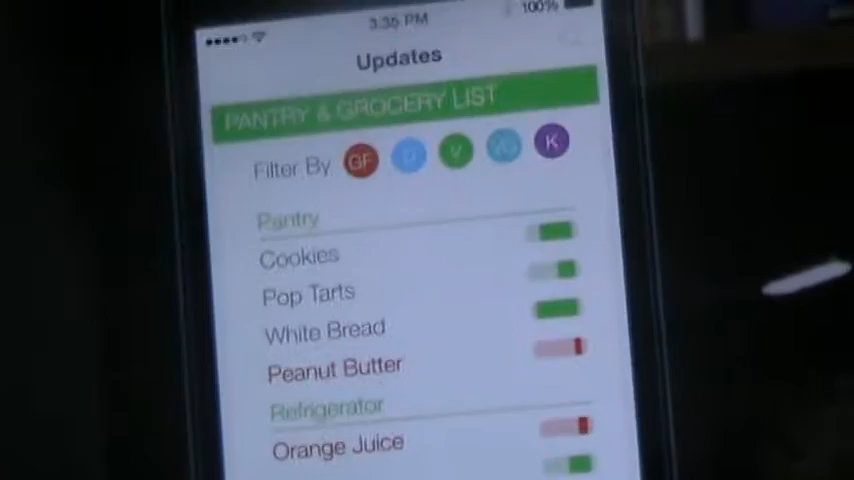 3:35 PM 100%
Updates
PANTRY & GROCERY LIST
Filter By GF D V VG K
Pantry
Cookies
Pop Tarts
White Bread
Peanut Butter
Refrigerator
Orange Juice